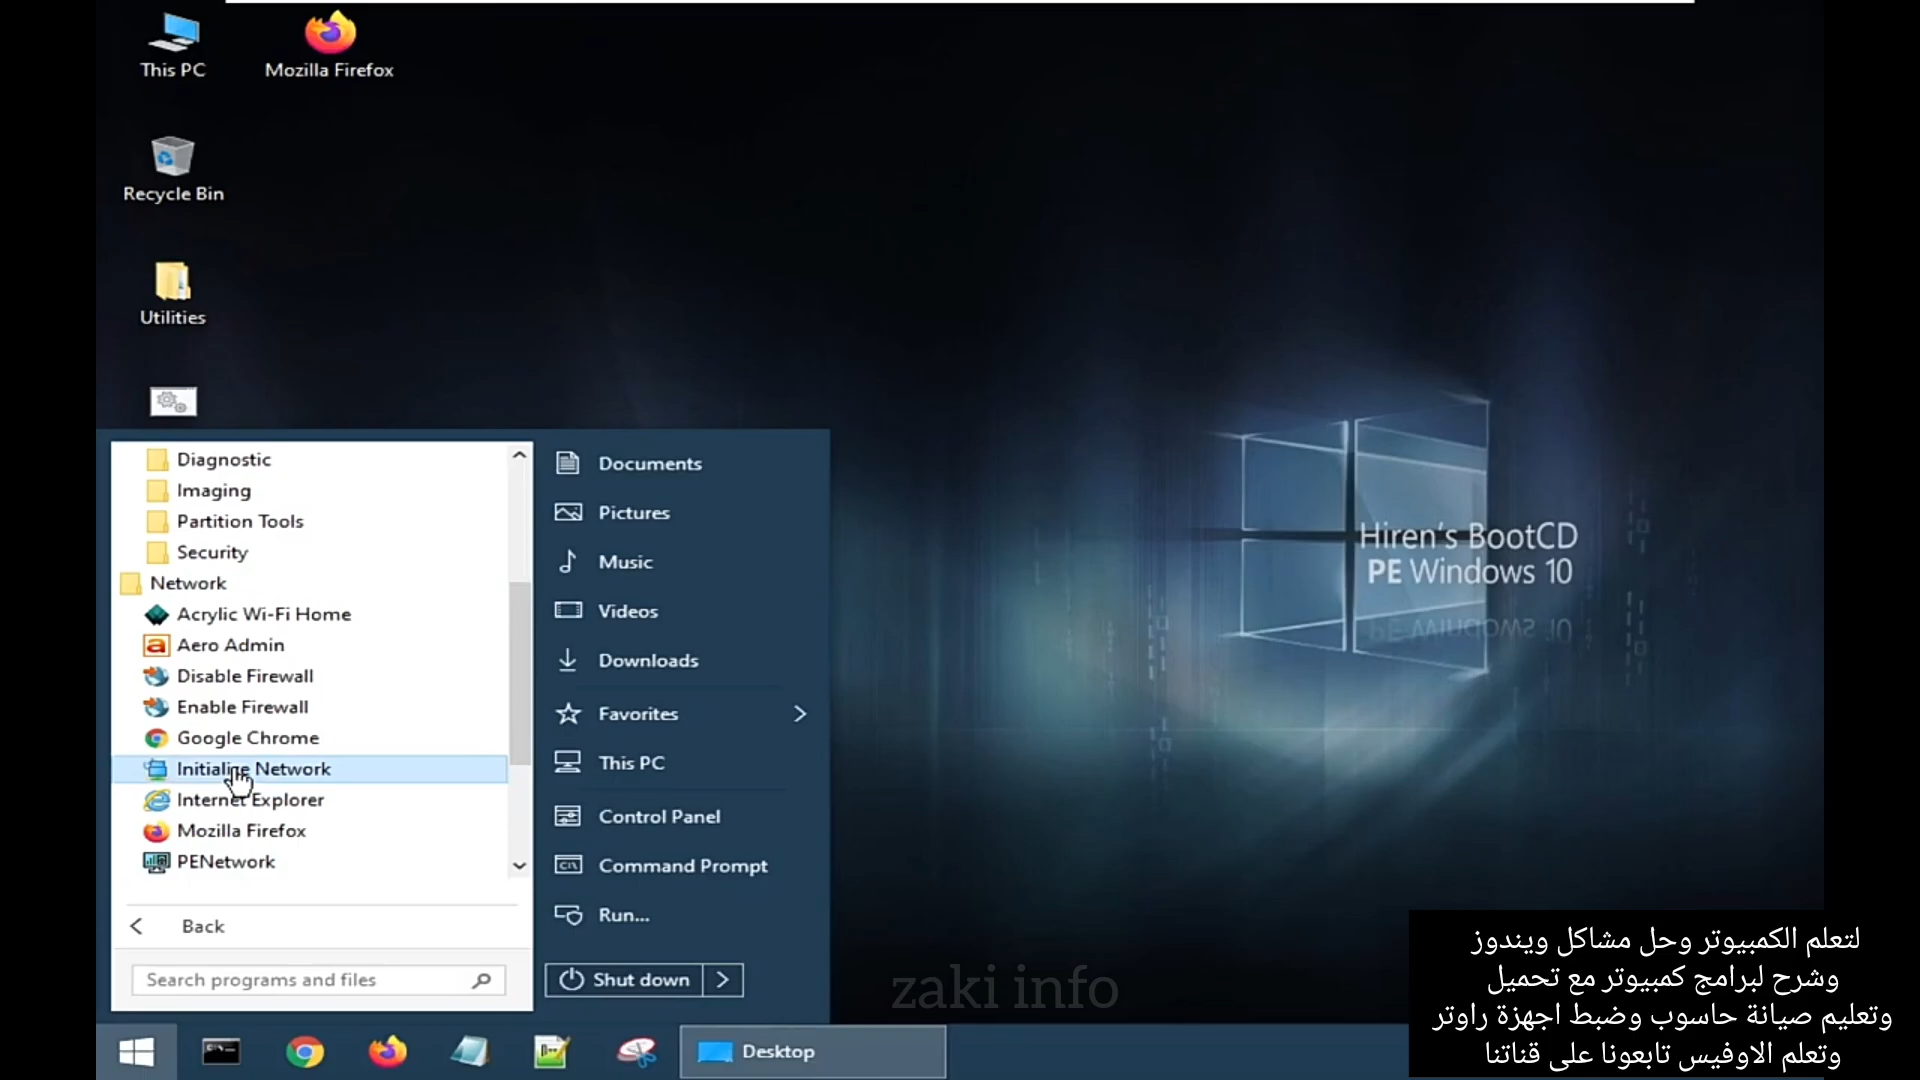 This PC
Mozilla Firefox
Recycle Bin
Utilities
Diagnostic
Imaging
Partition Tools
Security
Network
Acrylic Wi-Fi Home
Aero Admin
Disable Firewall
Enable Firewall
Google Chrome
Initialize Network
Internet Explorer
Mozilla Firefox
PENetwork
Back
Search programs and files
Documents
Pictures
Music
Videos
Downloads
Favorites
This PC
Control Panel
Command Prompt
Run...
Shut down
Hiren's BootCD
PE Windows 10
zaki info
Desktop
لتعلم الكمبيوتر وحل مشاكل ويندوز
وشرح لبرامج كمبيوتر مع تحميل
وتعليم صيانة حاسوب وضبط اجهزة راوتر
وتعلم الاوفيس تابعونا على قناتنا